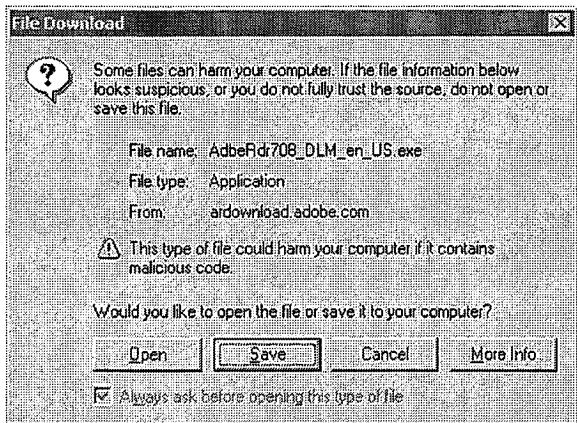 File Download
Some files can harm your computer. If the file information below
looks suspicious, or you do not fully trust the source, do not open or
save this file.
File name: AdbeRdr708_DLM_en_US.exe
File type: Application
From: ardownload.adobe.com
This type of file could harm your computer if it contains
malicious code.
Would you like to open the file or save it to your computer?
Open Save Cancel More Info
Always ask before opening this type of file